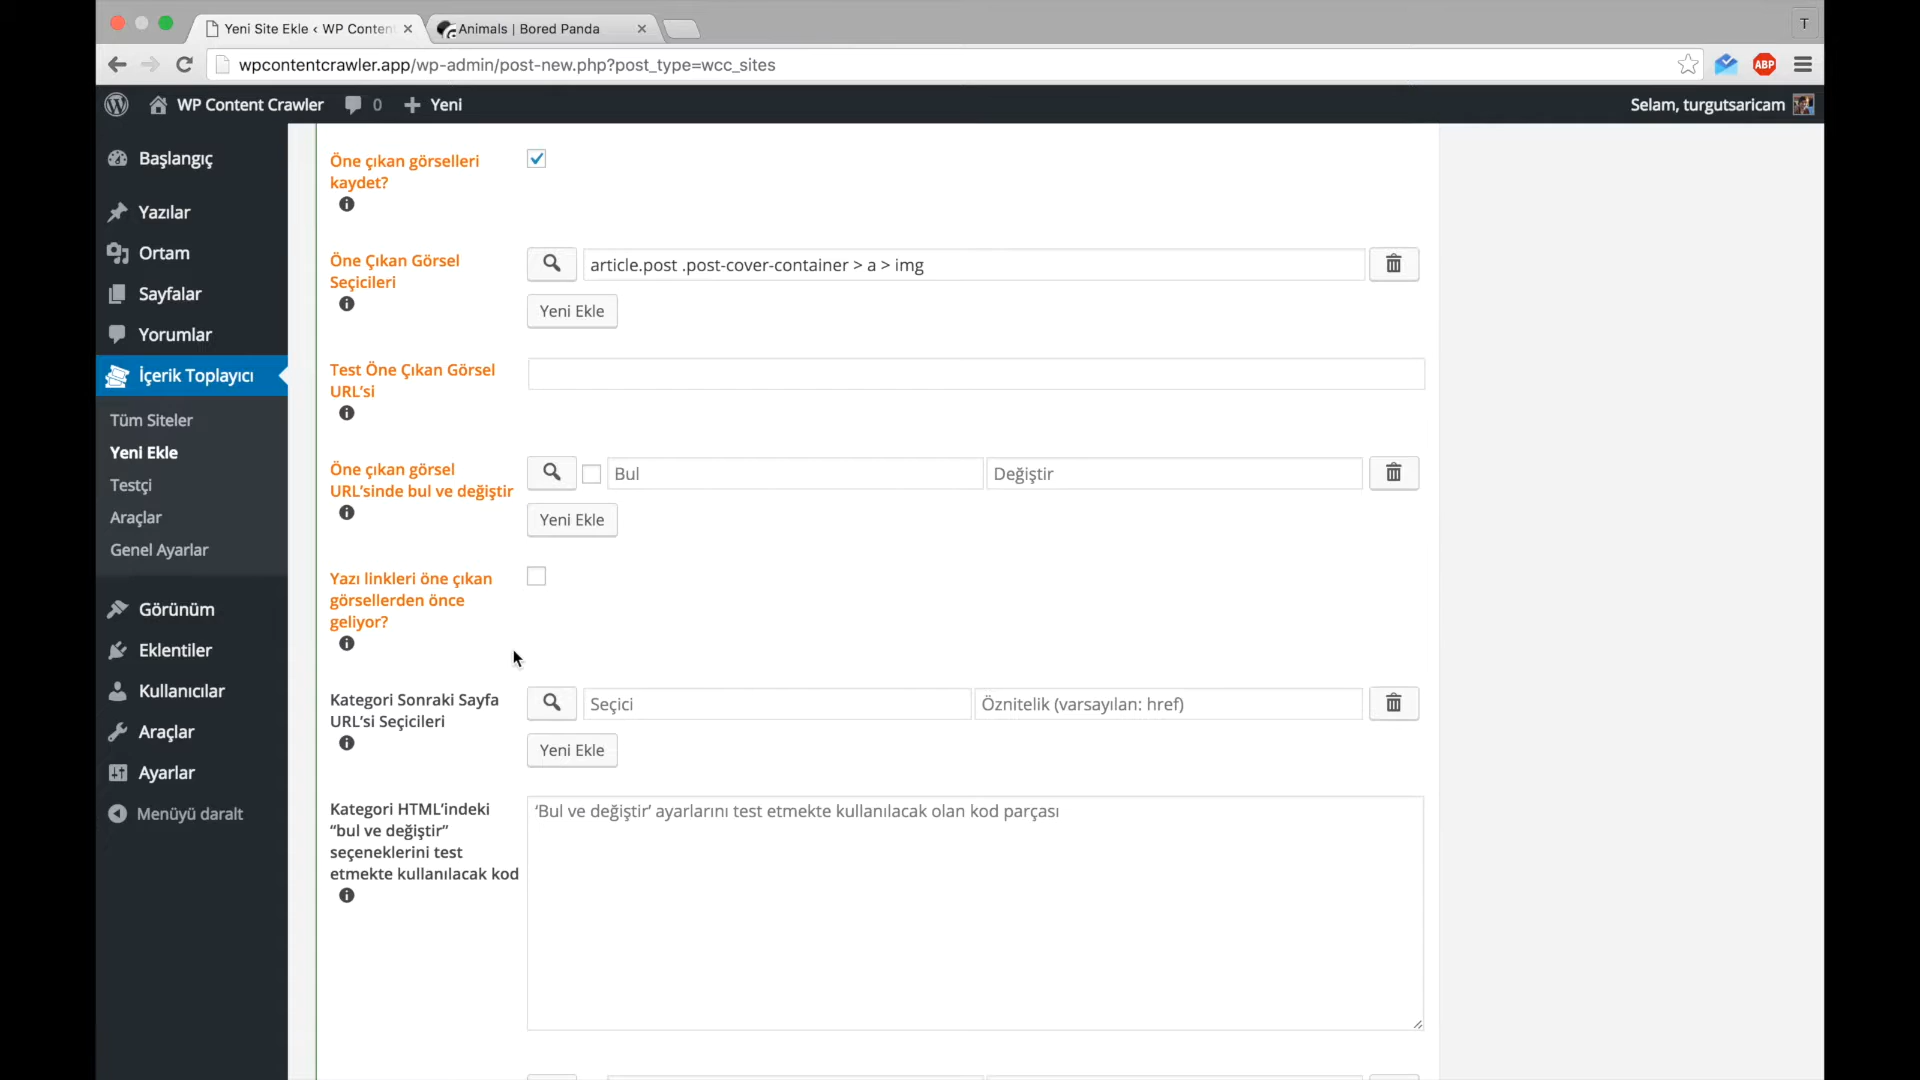 Yeni Site Ekle ‹ WP Conten
Animals | Bored Panda
T
wpcontentcrawler.app/wp-admin/post-new.php?post_type=wcc_sites
ABP
WP Content Crawler
0
Yeni
Selam, turgutsaricam
Başlangıç
Yazılar
Ortam
Sayfalar
Yorumlar
İçerik Toplayıcı
Tüm Siteler
Yeni Ekle
Testçi
Araçlar
Genel Ayarlar
Görünüm
Eklentiler
Kullanıcılar
Araçlar
Ayarlar
Menüyü daralt
Öne çıkan görselleri
kaydet?
Öne Çıkan Görsel
Seçicileri
article.post .post-cover-container > a > img
Yeni Ekle
Test Öne Çıkan Görsel
URL'si
Öne çıkan görsel
URL'sinde bul ve değiştir
Bul
Değiştir
Yeni Ekle
Yazı linkleri öne çıkan
görsellerden önce
geliyor?
Kategori Sonraki Sayfa
URL'si Seçicileri
Seçici
Öznitelik (varsayılan: href)
Yeni Ekle
Kategori HTML'indeki
“bul ve değiştir”
seçeneklerini test
etmekte kullanılacak kod
‘Bul ve değiştir’ ayarlarını test etmekte kullanılacak olan kod parçası